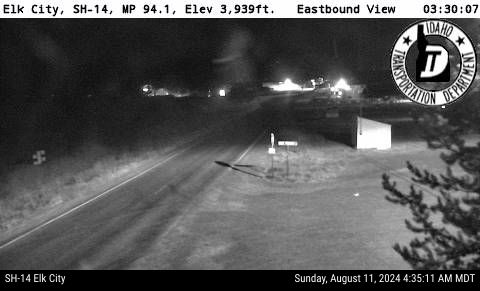 Elk City, SH-14, MP 94.1, Elev 3,939ft. Eastbound View 03:30:07
IDAHO
TRANSPORTATION DEPARTMENT
SH-14 Elk City Sunday, August 11, 2024 4:35:11 AM MDT